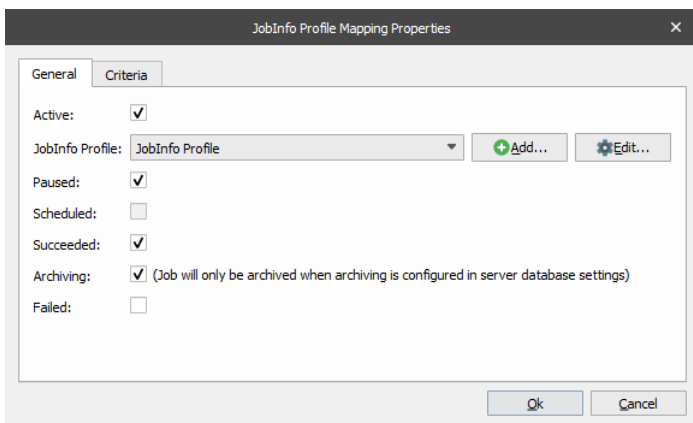 JobInfo Profile Mapping Properties
General Criteria
Active:
JobInfo Profile: JobInfo Profile Add... Edit...
Paused:
Scheduled:
Succeeded:
Archiving: (Job will only be archived when archiving is configured in server database settings)
Failed:
Ok Cancel